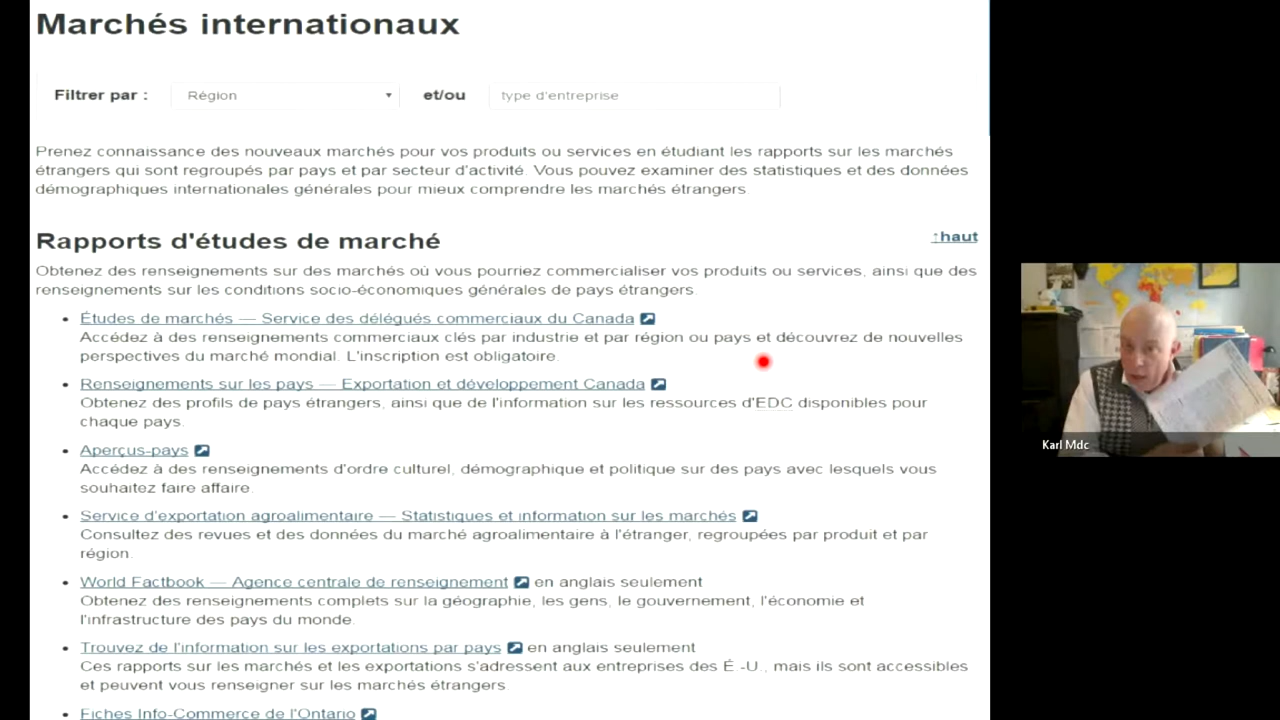 Marchés internationaux
Filtrer par :
Région
et/ou
type d'entreprise
Prenez connaissance des nouveaux marchés pour vos produits ou services en étudiant les rapports sur les marchés
étrangers qui sont regroupés par pays et par secteur d'activité. Vous pouvez examiner des statistiques et des données
démographiques internationales générales pour mieux comprendre les marchés étrangers.
Rapports d'études de marché
↑haut
Obtenez des renseignements sur des marchés où vous pourriez commercialiser vos produits ou services, ainsi que des
renseignements sur les conditions socio-économiques générales de pays étrangers.
• Études de marchés — Service des délégués commerciaux du Canada
Accédez à des renseignements commerciaux clés par industrie et par région ou pays et découvrez de nouvelles
perspectives du marché mondial. L'inscription est obligatoire.
• Renseignements sur les pays — Exportation et développement Canada
Obtenez des profils de pays étrangers, ainsi que de l'information sur les ressources d'EDC disponibles pour
chaque pays.
• Aperçus-pays
Accédez à des renseignements d'ordre culturel, démographique et politique sur des pays avec lesquels vous
souhaitez faire affaire.
• Service d'exportation agroalimentaire — Statistiques et information sur les marchés
Consultez des revues et des données du marché agroalimentaire à l'étranger, regroupées par produit et par
région.
• World Factbook — Agence centrale de renseignement en anglais seulement
Obtenez des renseignements complets sur la géographie, les gens, le gouvernement, l'économie et
l'infrastructure des pays du monde.
• Trouvez de l'information sur les exportations par pays en anglais seulement
Ces rapports sur les marchés et les exportations s'adressent aux entreprises des É.-U., mais ils sont accessibles
et peuvent vous renseigner sur les marchés étrangers.
• Fiches Info-Commerce de l'Ontario
Karl Mdc